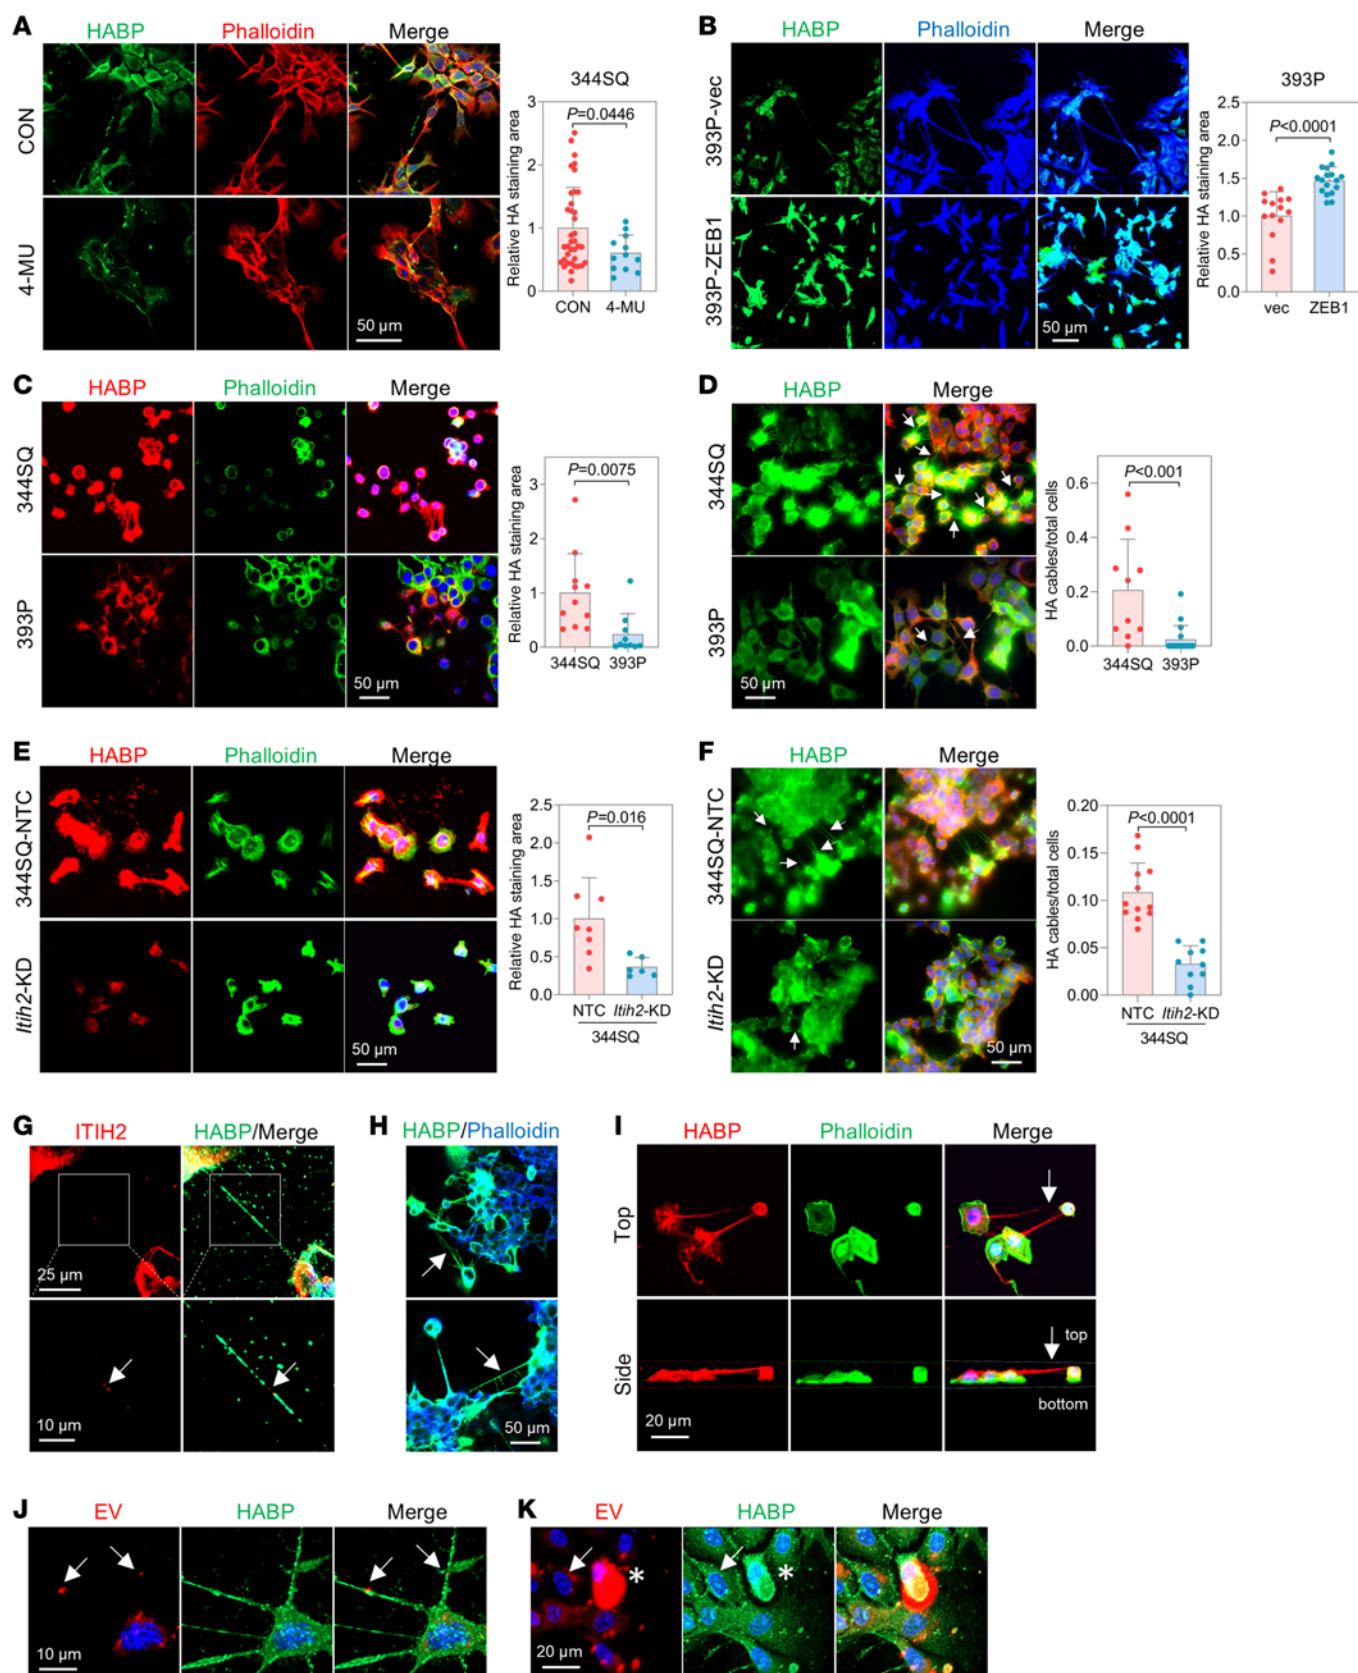 A
HABP
Phalloidin
Merge
CON
4-MU
50 µm
344SQ
P=0.0446
Relative HA staining area
3
2
1
0
CON
4-MU
B
HABP
Phalloidin
Merge
393P-vec
393P-ZEB1
50 µm
393P
P<0.0001
Relative HA staining area
2.5
2.0
1.5
1.0
0.5
0.0
vec
ZEB1
C
HABP
Phalloidin
Merge
344SQ
393P
50 µm
P=0.0075
Relative HA staining area
3
2
1
0
344SQ
393P
D
HABP
Merge
344SQ
393P
50 µm
P<0.001
HA cables/total cells
0.6
0.4
0.2
0.0
344SQ
393P
E
HABP
Phalloidin
Merge
344SQ-NTC
Itih2-KD
50 µm
P=0.016
Relative HA staining area
2.5
2.0
1.5
1.0
0.5
0.0
NTC
Itih2-KD
344SQ
F
HABP
Merge
344SQ-NTC
Itih2-KD
50 µm
P<0.0001
HA cables/total cells
0.20
0.15
0.10
0.05
0.00
NTC
Itih2-KD
344SQ
G
ITIH2
HABP/Merge
25 µm
10 µm
H
HABP/Phalloidin
50 µm
I
HABP
Phalloidin
Merge
Top
Side
top
bottom
20 µm
J
EV
HABP
Merge
10 µm
K
EV
HABP
Merge
*
*
20 µm